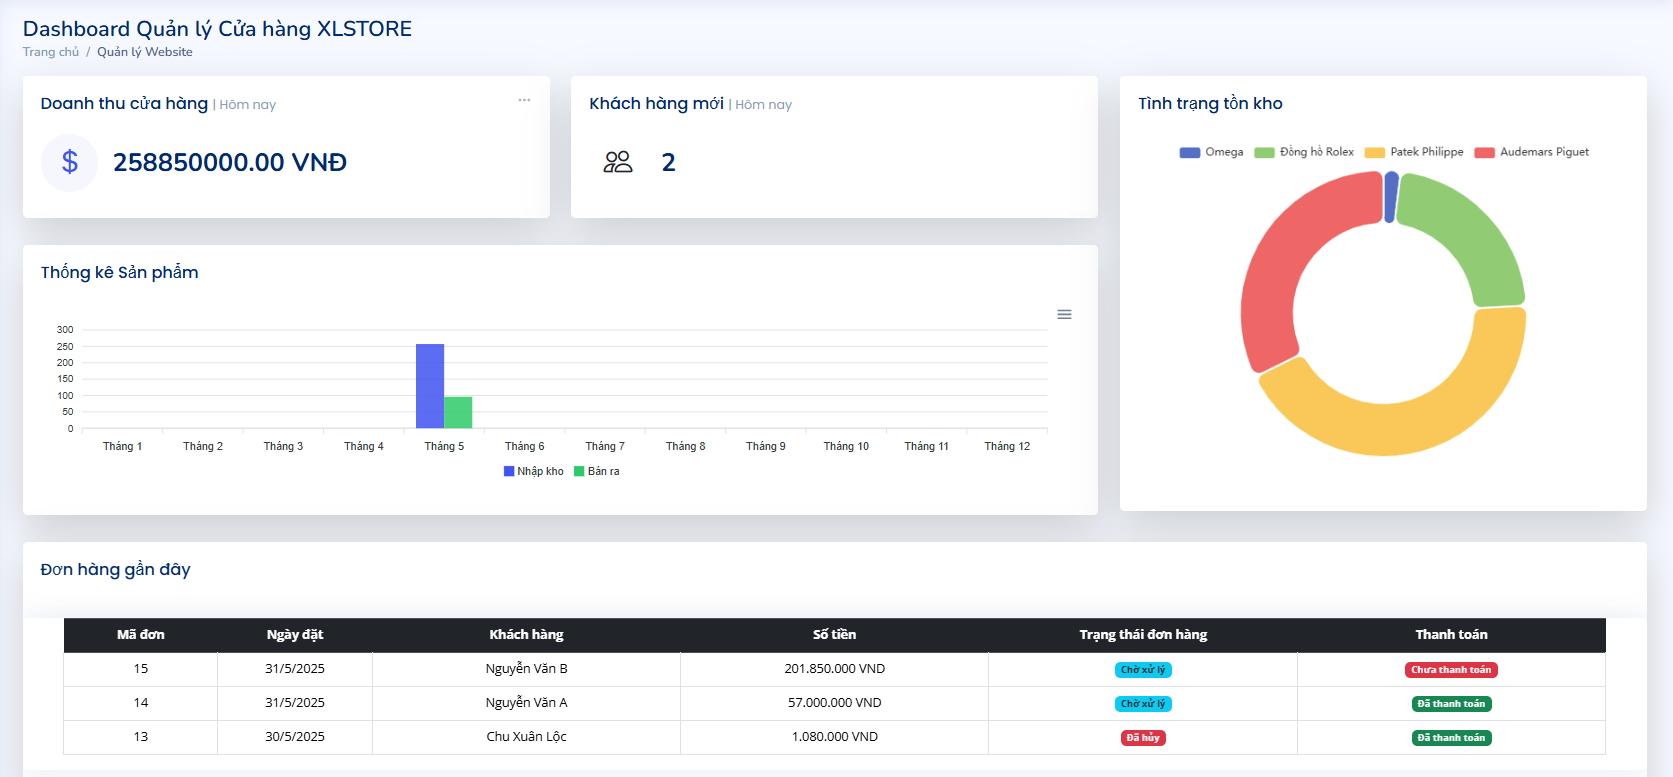 Dashboard Quản lý Cửa hàng XLSTORE
Trang chủ / Quản lý Website
Doanh thu cửa hàng | Hôm nay
$ 258850000.00 VNĐ
Khách hàng mới | Hôm nay
2
Tình trạng tồn kho
Omega Đồng hồ Rolex Patek Philippe Audemars Piguet
Thống kê Sản phẩm
300
250
200
150
100
50
0
Tháng 1 Tháng 2 Tháng 3 Tháng 4 Tháng 5 Tháng 6 Tháng 7 Tháng 8 Tháng 9 Tháng 10 Tháng 11 Tháng 12
Nhập kho Bán ra
Đơn hàng gần đây
Mã đơn Ngày đặt Khách hàng Số tiền Trạng thái đơn hàng Thanh toán
15 31/5/2025 Nguyễn Văn B 201.850.000 VND Chờ xử lý Chưa thanh toán
14 31/5/2025 Nguyễn Văn A 57.000.000 VND Chờ xử lý Đã thanh toán
13 30/5/2025 Chu Xuân Lộc 1.080.000 VND Đã hủy Đã thanh toán